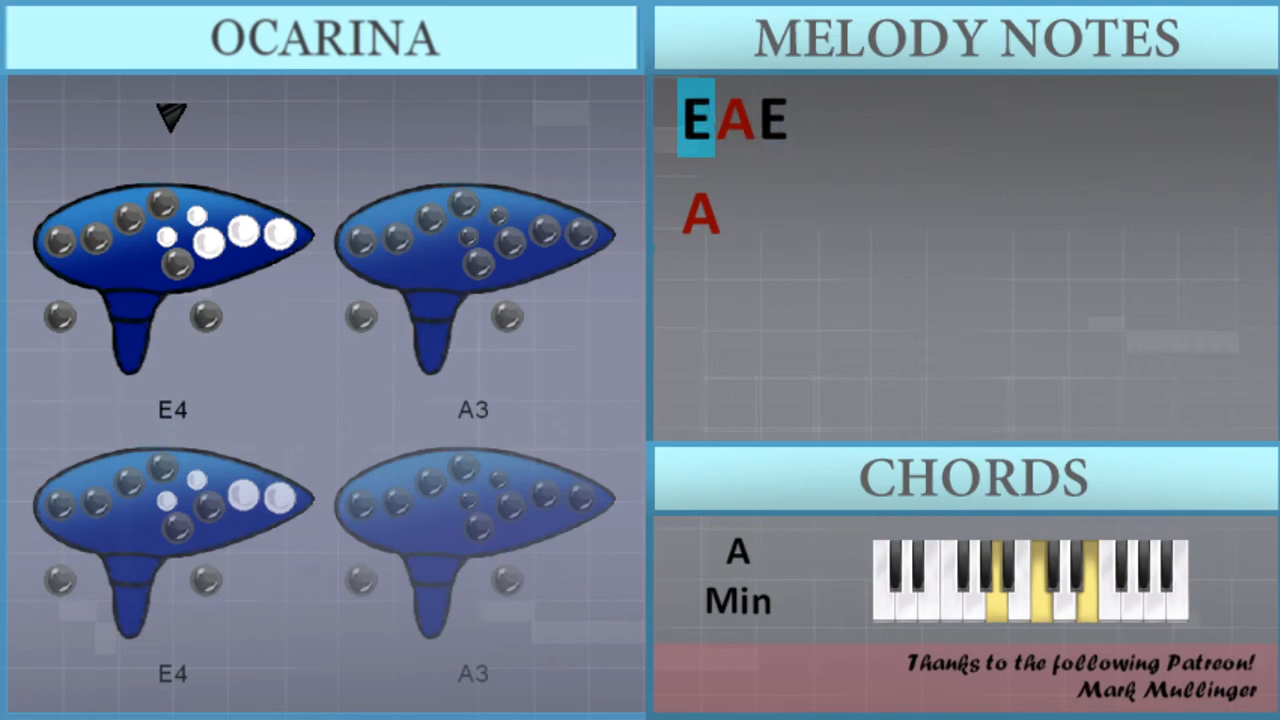 OCARINA
E4
A3
E4
A3
MELODY NOTES
EAE
A
CHORDS
A
Min
Thanks to the following Patreon!
Mark Mullinger